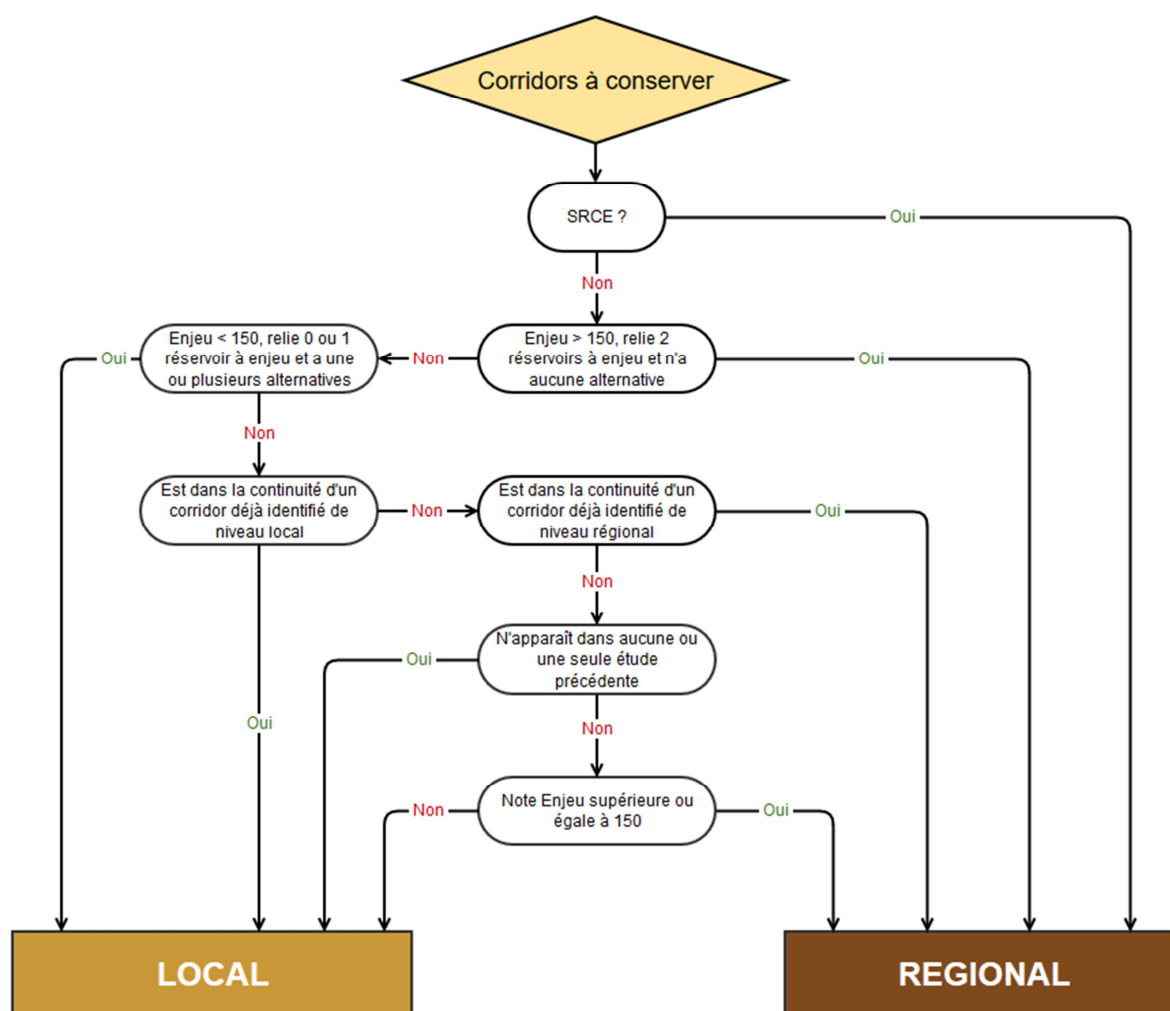 Corridors à conserver
SRCE ?
Oui
Non
Enjeu < 150, relie 0 ou 1
réservoir à enjeu et a une
ou plusieurs alternatives
Enjeu > 150, relie 2
réservoirs à enjeu et n'a
aucune alternative
Oui
Non
Oui
Non
Est dans la continuité d'un
corridor déjà identifié de
niveau local
Non
Est dans la continuité d'un
corridor déjà identifié de
niveau régional
Oui
Non
N'apparaît dans aucune ou
une seule étude
précédente
Oui
Oui
Non
Note Enjeu supérieure ou
égale à 150
Non
Oui
LOCAL
REGIONAL